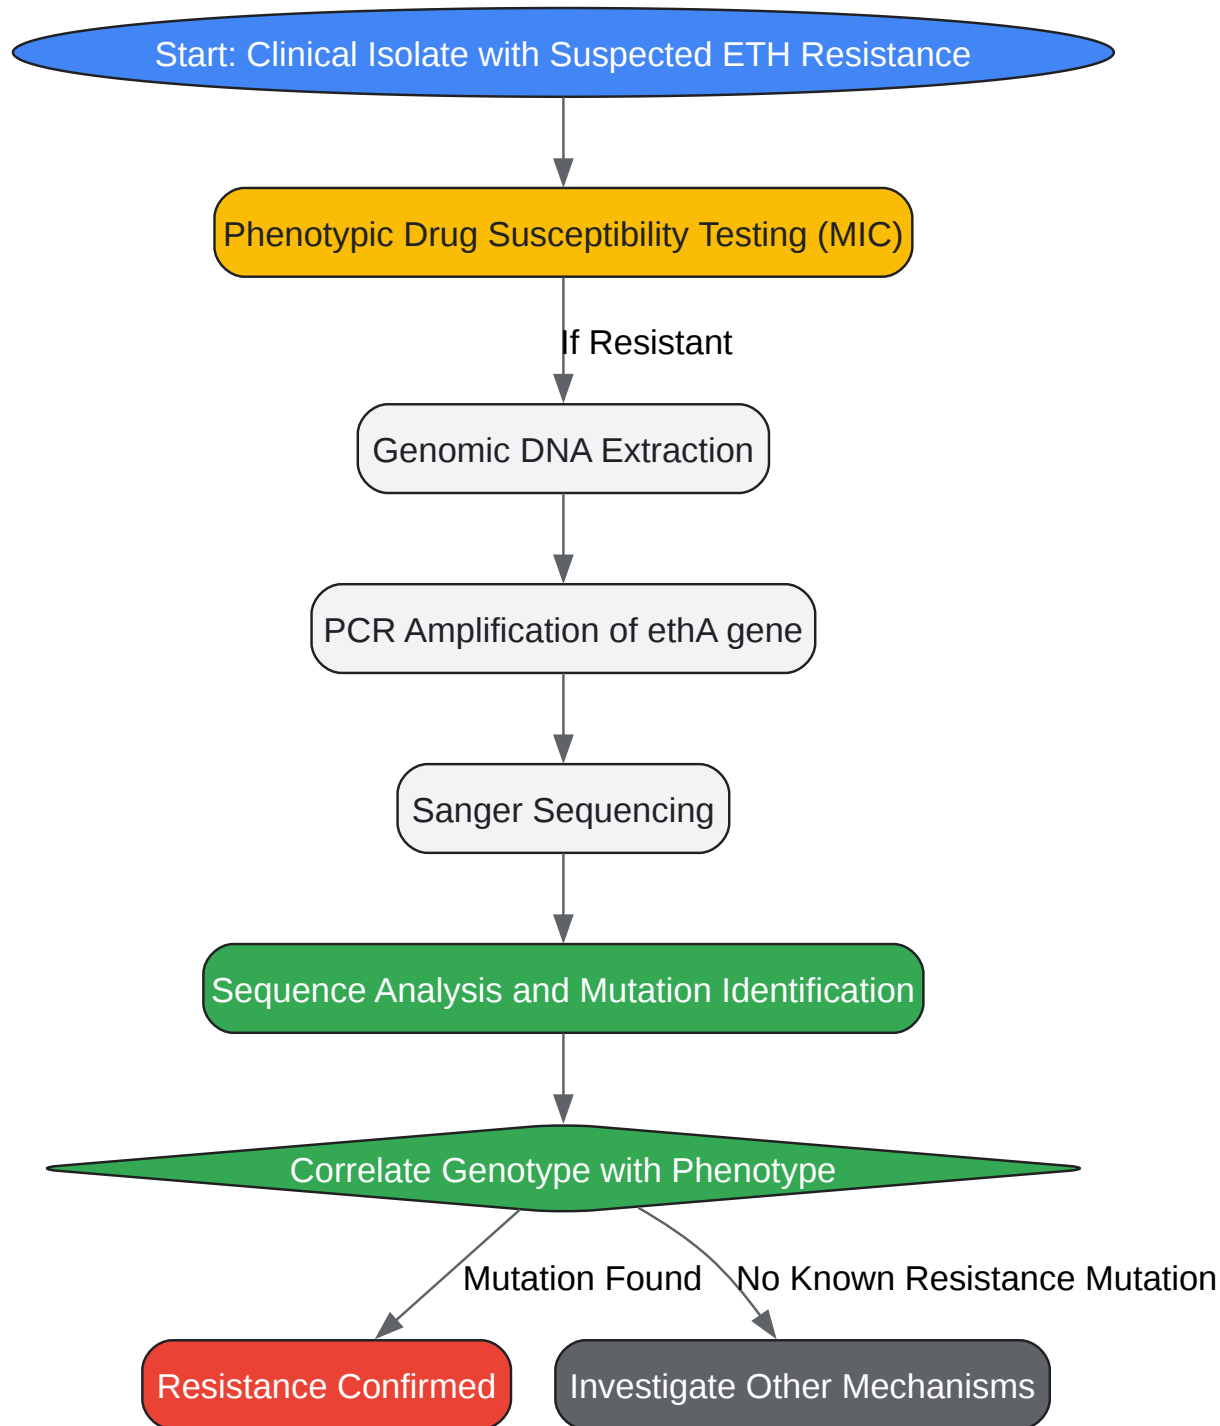 Start: Clinical Isolate with Suspected ETH Resistance
Phenotypic Drug Susceptibility Testing (MIC)
If Resistant
Genomic DNA Extraction
PCR Amplification of ethA gene
Sanger Sequencing
Sequence Analysis and Mutation Identification
Correlate Genotype with Phenotype
Mutation Found
No Known Resistance Mutation
Resistance Confirmed
Investigate Other Mechanisms